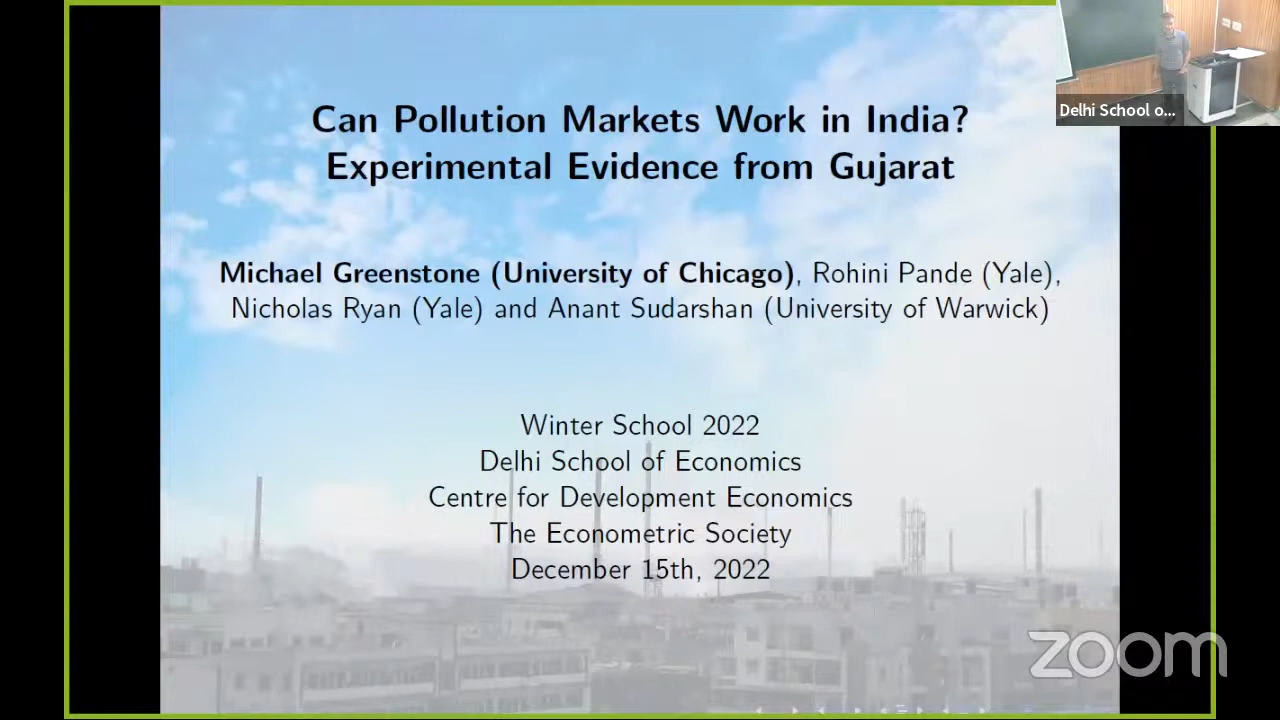 Can Pollution Markets Work in India?
Experimental Evidence from Gujarat
Michael Greenstone (University of Chicago), Rohini Pande (Yale),
Nicholas Ryan (Yale) and Anant Sudarshan (University of Warwick)
Winter School 2022
Delhi School of Economics
Centre for Development Economics
The Econometric Society
December 15th, 2022
Delhi School o...
zoom